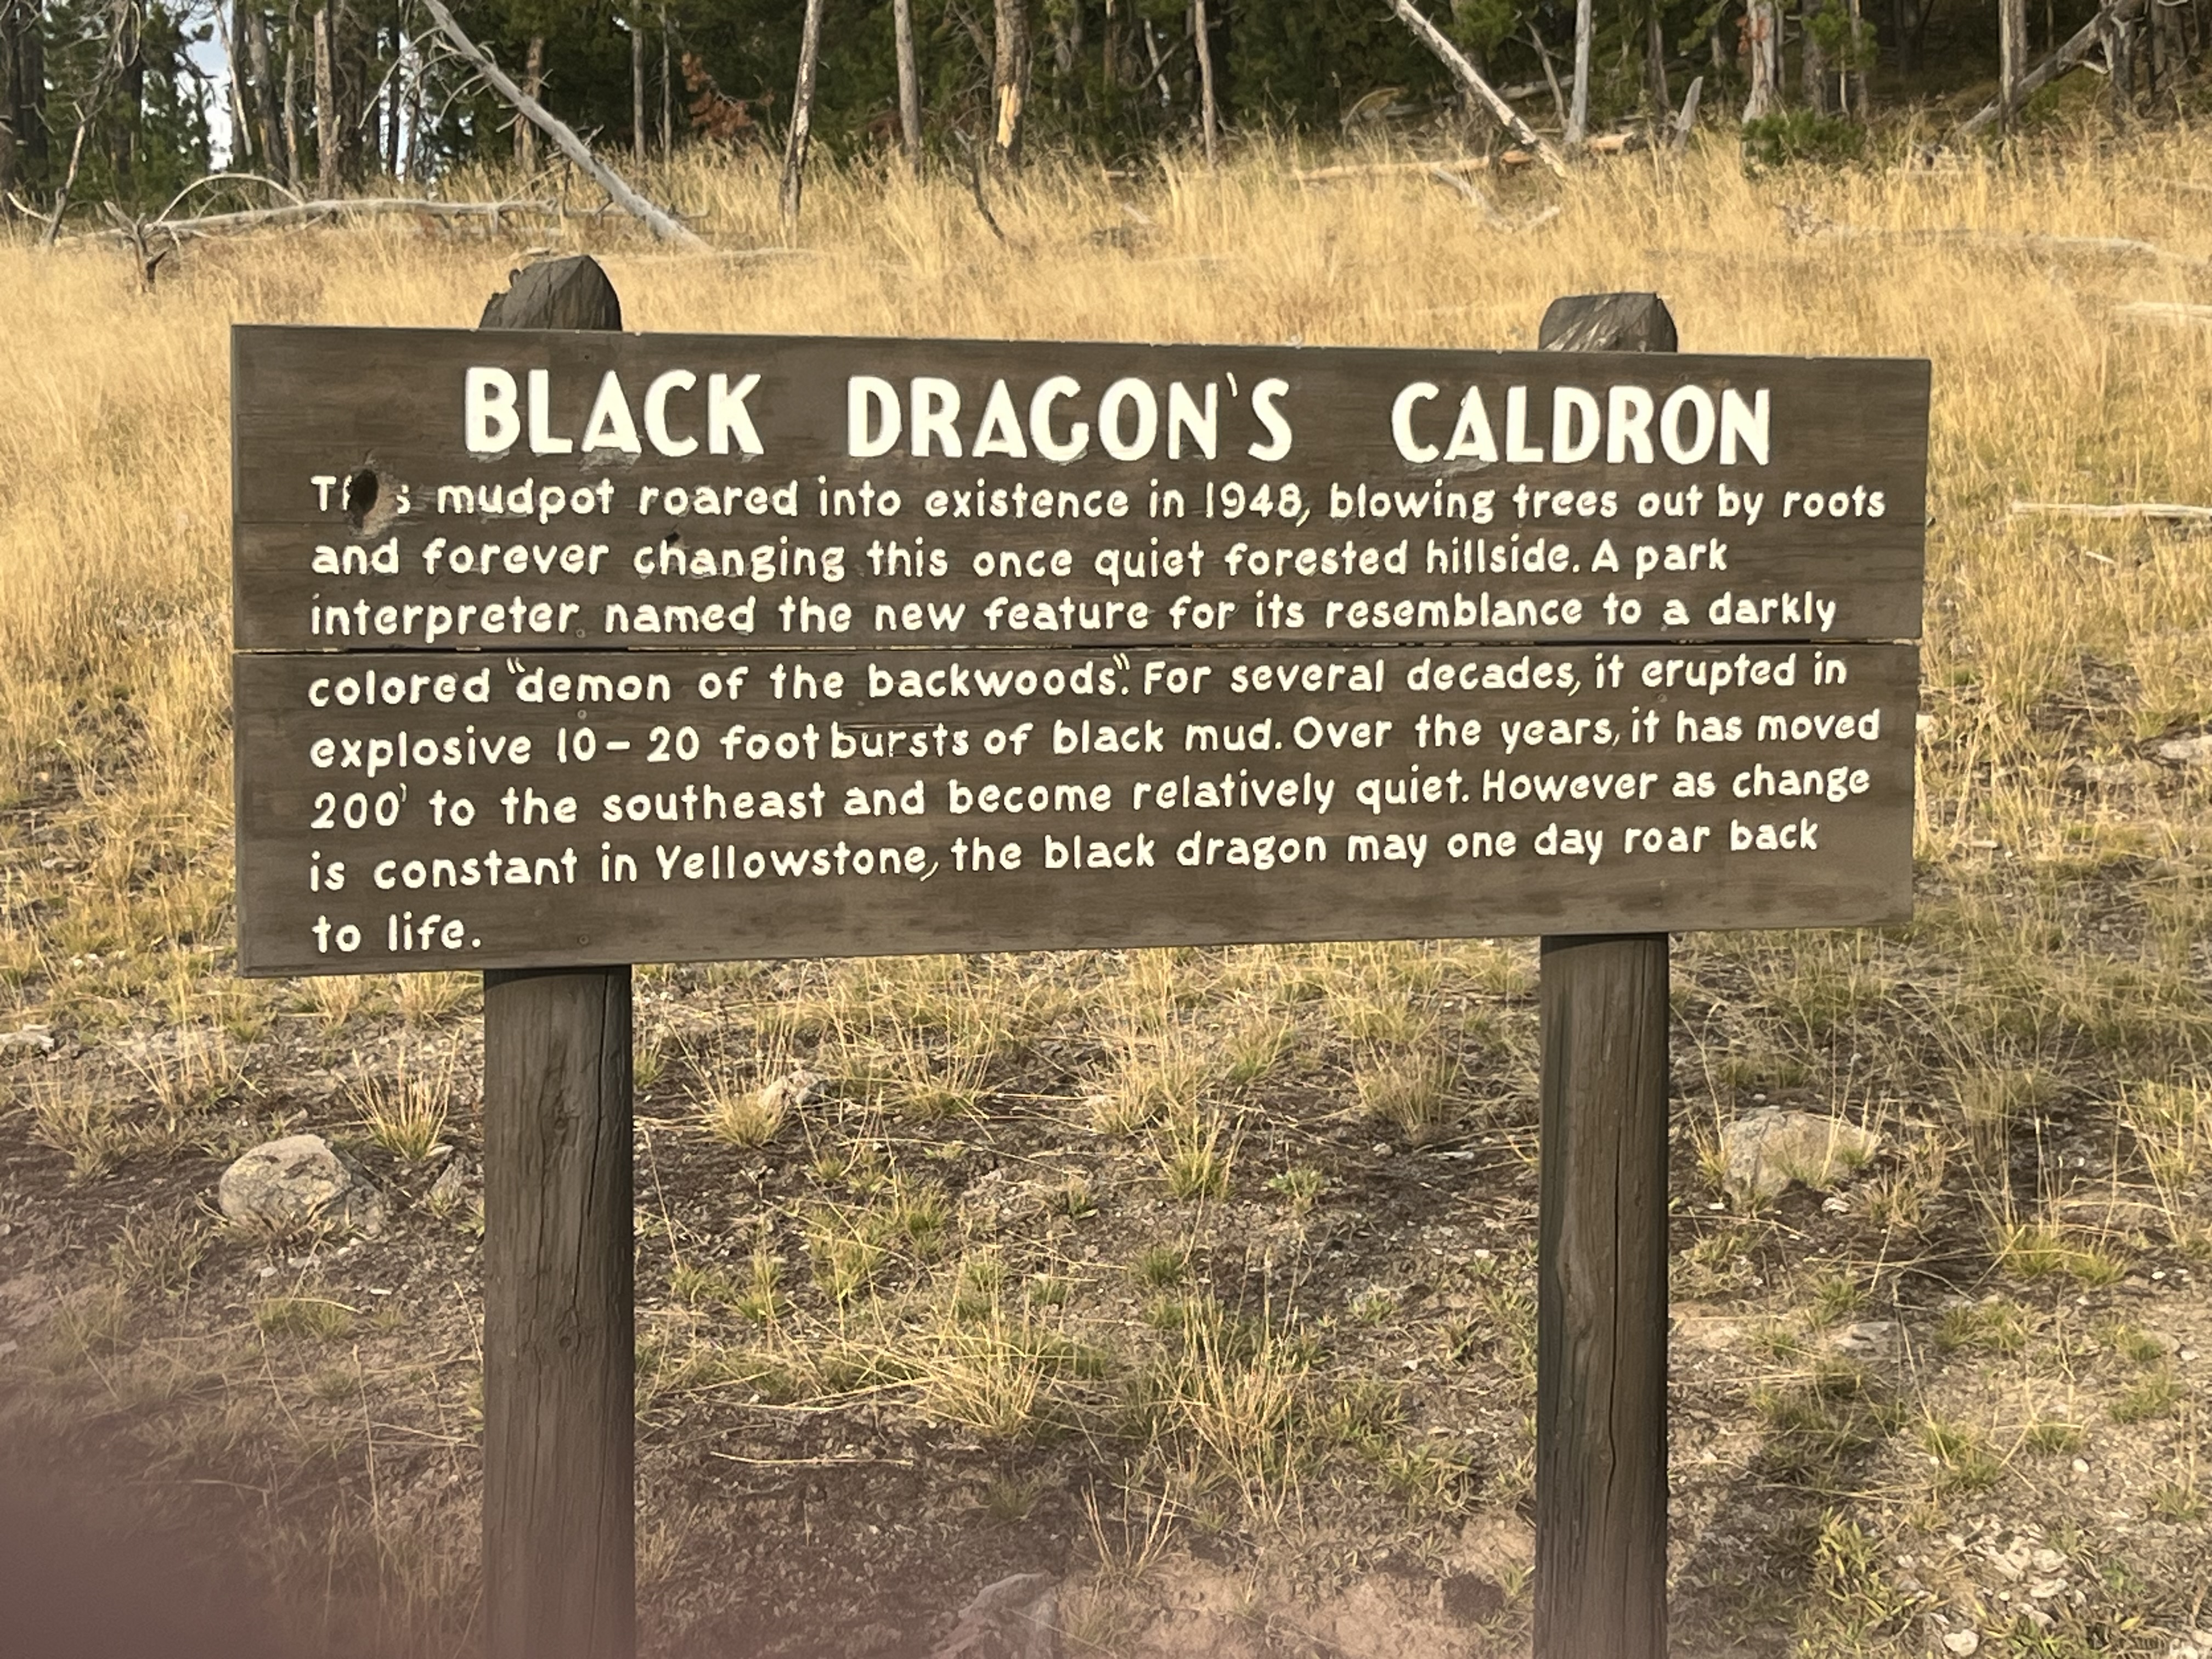 BLACK DRAGON'S CALDRON
mudpot roared into existence in 1948, blowing trees out by roots
and forever changing this once quiet forested hillside. A park
interpreter named the new feature for its resemblance to a darkly
colored "demon of the backwoods". For several decades, it erupted in
explosive 10-20 foot bursts of black mud. Over the years, it has moved
200' to the southeast and become relatively quiet. However as change
is constant in Yellowstone, the black dragon may one day roar back
to life.